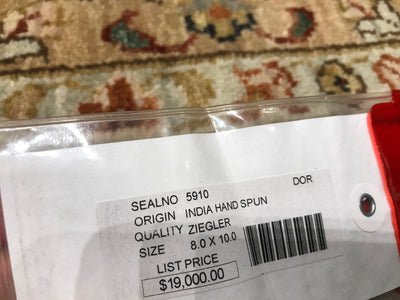 DOR
SEALNO 5910
ORIGIN INDIA HAND SPUN
QUALITY ZIEGLER
SIZE 8.0 X 10.0
LIST PRICE
$19,000.00